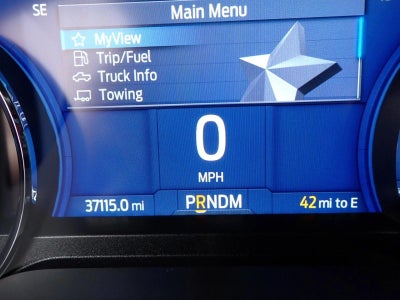 SE
Main Menu
MyView
Trip/Fuel
Truck Info
Towing
0
MPH
37115.0 mi
PRNDM
42 mi to E